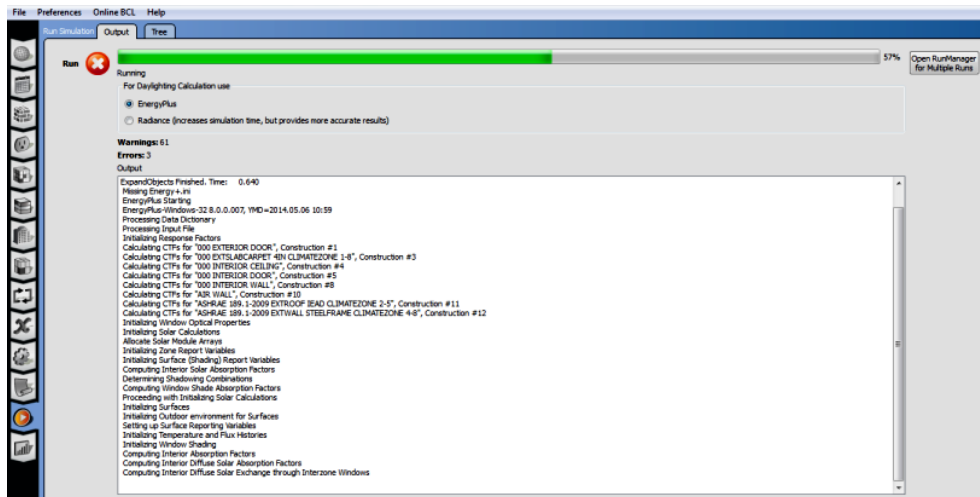 File Preferences Online BCL Help
Run Simulation Output Tree
Run
57%
Open RunManager
for Multiple Runs
Running
For Daylighting Calculation use
EnergyPlus
Radiance (increases simulation time, but provides more accurate results)
Warnings: 61
Errors: 3
Output
ExpandObjects Finished. Time: 0.640
Missing Energy+.ini
EnergyPlus Starting
EnergyPlus-Windows-32 8.0.0.007, YMD=2014.05.06 10:59
Processing Data Dictionary
Processing Input File
Initializing Response Factors
Calculating CTFs for "000 EXTERIOR DOOR", Construction #1
Calculating CTFs for "000 EXTSLABCARPET 4IN CLIMATEZONE 1-8", Construction #3
Calculating CTFs for "000 INTERIOR CEILING", Construction #4
Calculating CTFs for "000 INTERIOR DOOR", Construction #5
Calculating CTFs for "000 INTERIOR WALL", Construction #8
Calculating CTFs for "AIR WALL", Construction #10
Calculating CTFs for "ASHRAE 189.1-2009 EXTROOF IEAD CLIMATEZONE 2-5", Construction #11
Calculating CTFs for "ASHRAE 189.1-2009 EXTWALL STEELFRAME CLIMATEZONE 4-8", Construction #12
Initializing Window Optical Properties
Initializing Solar Calculations
Allocate Solar Module Arrays
Initializing Zone Report Variables
Initializing Surface (Shading) Report Variables
Computing Interior Solar Absorption Factors
Determining Shadowing Combinations
Computing Window Shade Absorption Factors
Proceeding with Initializing Solar Calculations
Initializing Surfaces
Initializing Outdoor environment for Surfaces
Setting up Surface Reporting Variables
Initializing Temperature and Flux Histories
Initializing Window Shading
Computing Interior Absorption Factors
Computing Interior Diffuse Solar Absorption Factors
Computing Interior Diffuse Solar Exchange through Interzone Windows